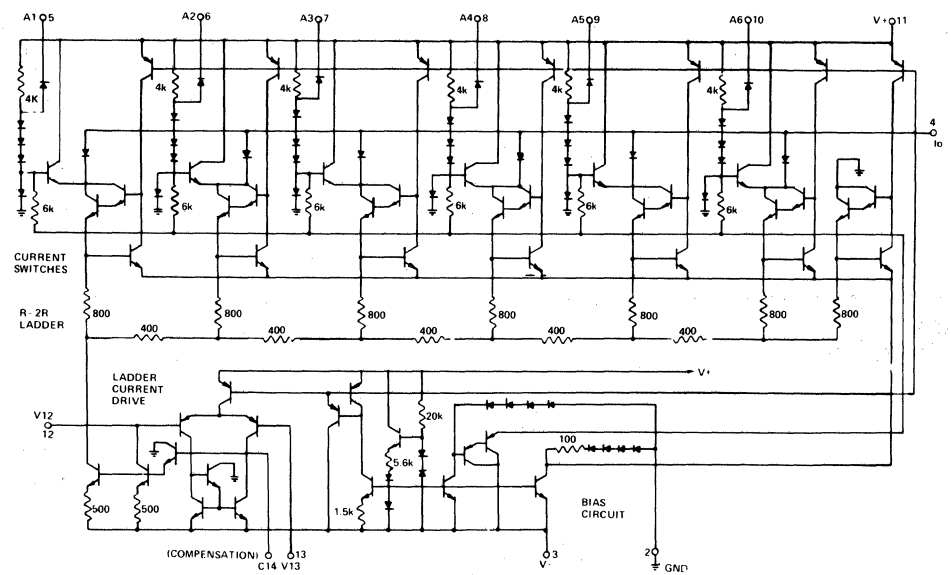 A1 5
A2 6
A3 7
A4 8
A5 9
A6 10
V+ 11
4K
4k
4k
4k
4k
4k
4
Io
6k
6k
6k
6k
6k
6k
CURRENT
SWITCHES
R-2R
LADDER
800
800
800
800
800
800
800
400
400
400
400
400
LADDER
CURRENT
DRIVE
V+
V12
12
20k
5.6k
100
500
500
1.5k
BIAS
CIRCUIT
(COMPENSATION)
C14
13
V13
3
V-
2
GND